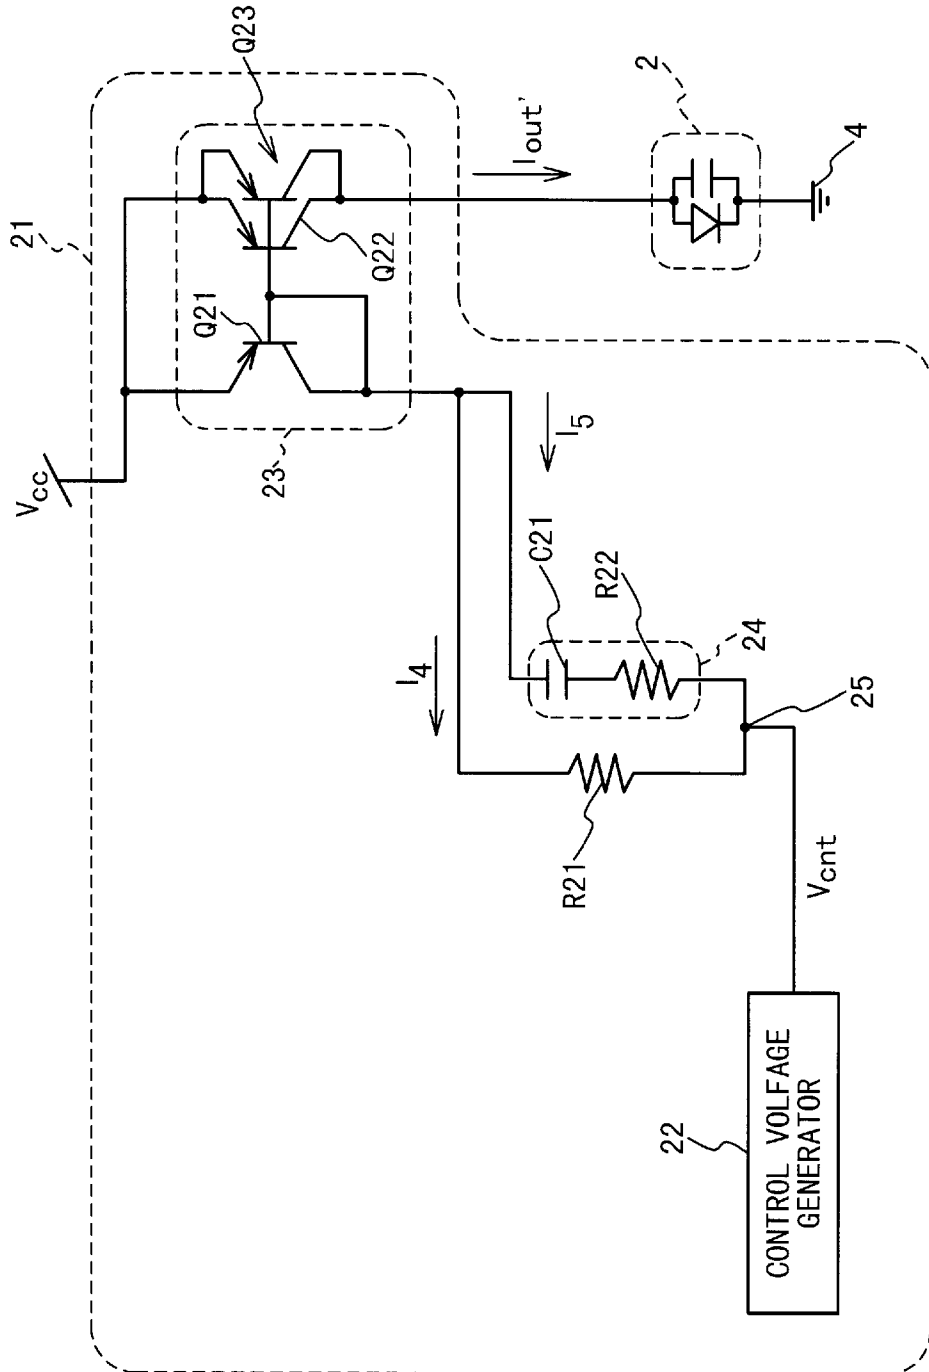 21
Vcc
Q23
Q21
Q22
23
Iout'
2
4
I4
I5
C21
R22
24
R21
25
Vcnt
22
CONTROL VOLFAGE
GENERATOR